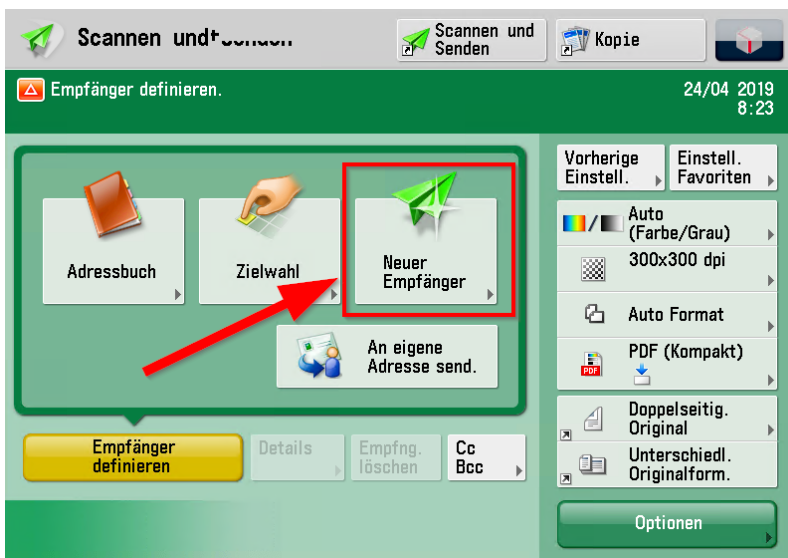 Scannen und
Scannen und
Senden
Kopie
Empfänger definieren.
24/04 2019
8:23
Adressbuch
Zielwahl
Neuer
Empfänger
An eigene
Adresse send.
Empfänger
definieren
Details
Empfng.
löschen
Cc
Bcc
Vorherige
Einstell.
Einstell.
Favoriten
Auto
(Farbe/Grau)
300x300 dpi
Auto Format
PDF (Kompakt)
PDF
Doppelseitig.
Original
Unterschiedl.
Originalform.
Optionen